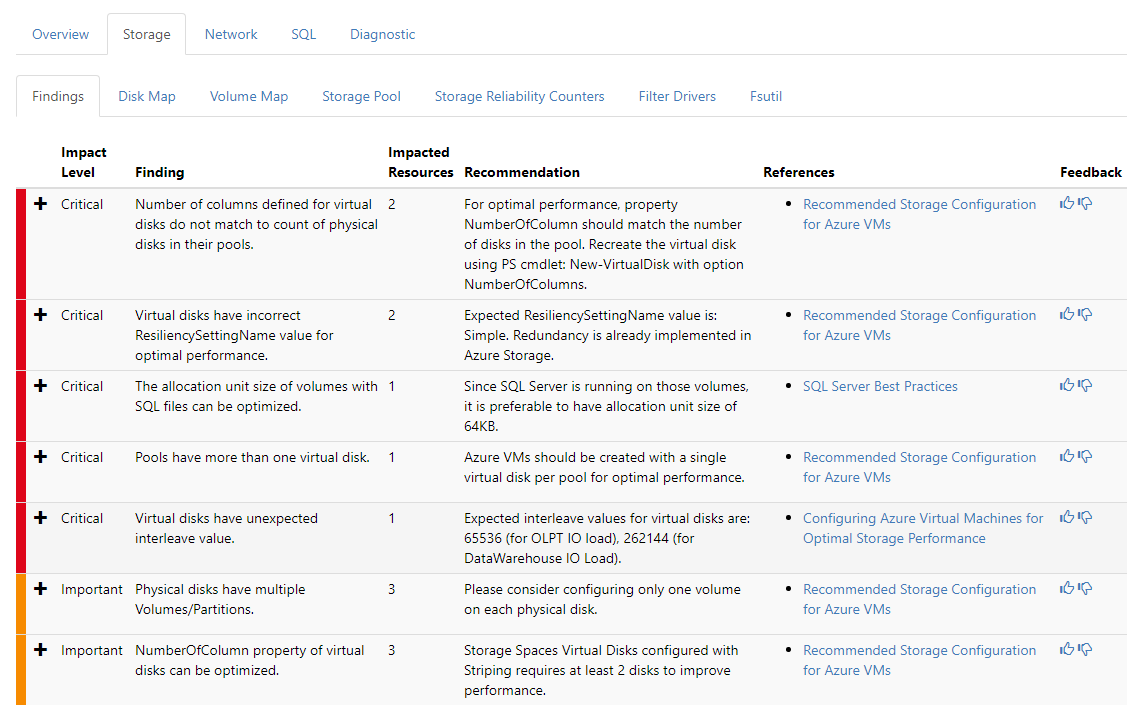 Overview Storage Network SQL Diagnostic
Findings Disk Map Volume Map Storage Pool Storage Reliability Counters Filter Drivers Fsutil
Impact Level Finding Impacted Resources Recommendation References Feedback
Critical
Number of columns defined for virtual
disks do not match to count of physical
disks in their pools.
2
For optimal performance, property
NumberOfColumn should match the number
of disks in the pool. Recreate the virtual disk
using PS cmdlet: New-VirtualDisk with option
NumberOfColumns.
Recommended Storage Configuration
for Azure VMs
Critical
Virtual disks have incorrect
ResiliencySettingName value for
optimal performance.
2
Expected ResiliencySettingName value is:
Simple. Redundancy is already implemented in
Azure Storage.
Recommended Storage Configuration
for Azure VMs
Critical
The allocation unit size of volumes with
SQL files can be optimized.
1
Since SQL Server is running on those volumes,
it is preferable to have allocation unit size of
64KB.
SQL Server Best Practices
Critical
Pools have more than one virtual disk.
1
Azure VMs should be created with a single
virtual disk per pool for optimal performance.
Recommended Storage Configuration
for Azure VMs
Critical
Virtual disks have unexpected
interleave value.
1
Expected interleave values for virtual disks are:
65536 (for OLPT IO load), 262144 (for
DataWarehouse IO Load).
Configuring Azure Virtual Machines for
Optimal Storage Performance
Important
Physical disks have multiple
Volumes/Partitions.
3
Please consider configuring only one volume
on each physical disk.
Recommended Storage Configuration
for Azure VMs
Important
NumberOfColumn property of virtual
disks can be optimized.
3
Storage Spaces Virtual Disks configured with
Striping requires at least 2 disks to improve
performance.
Recommended Storage Configuration
for Azure VMs